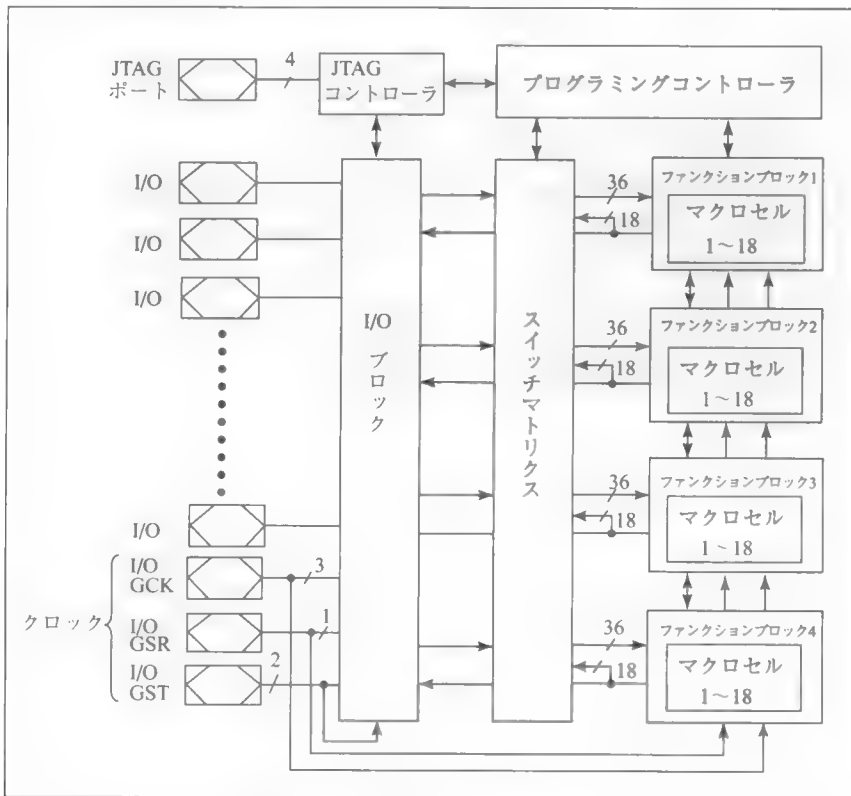 JTAG
ポート
4
JTAG
コントローラ
プログラミングコントローラ
I/O
I/O
I/O
I/O
I/O
ブロック
スイッチマトリクス
36
18
ファンクションブロック1
マクロセル
1～18
36
18
ファンクションブロック2
マクロセル
1～18
36
18
ファンクションブロック3
マクロセル
1～18
36
18
ファンクションブロック4
マクロセル
1～18
クロック
I/O
GCK
3
I/O
GSR
1
I/O
GST
2